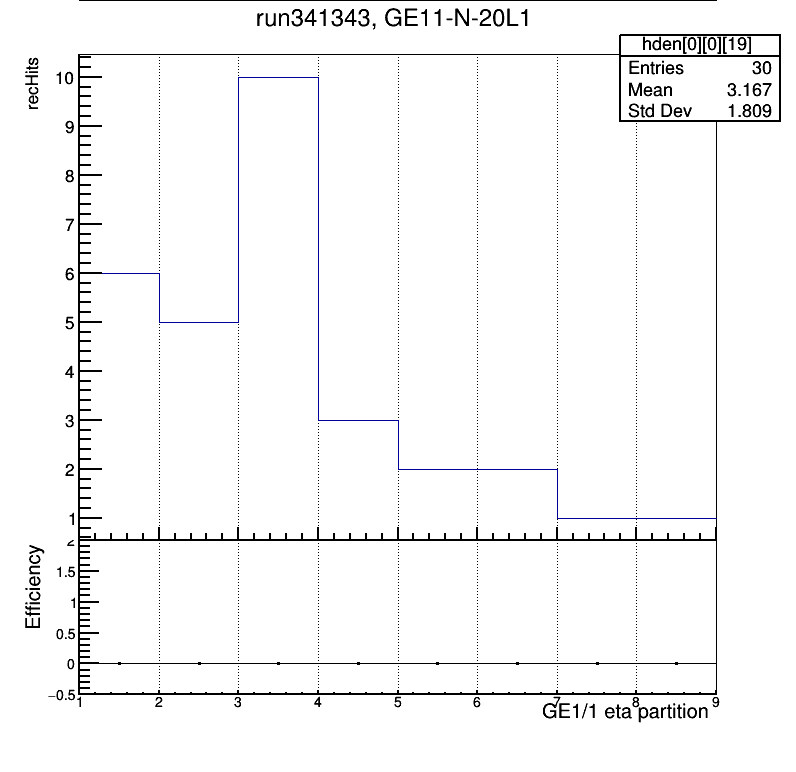 run341343, GE11-N-20L1
hden[0][0][19]
Entries 30
Mean 3.167
Std Dev 1.809
recHits
10
9
8
7
6
5
4
3
2
1
Efficiency
2
1.5
1
0.5
0
−0.5
1 2 3 4 5 6 7 8 9
GE1/1 eta partition